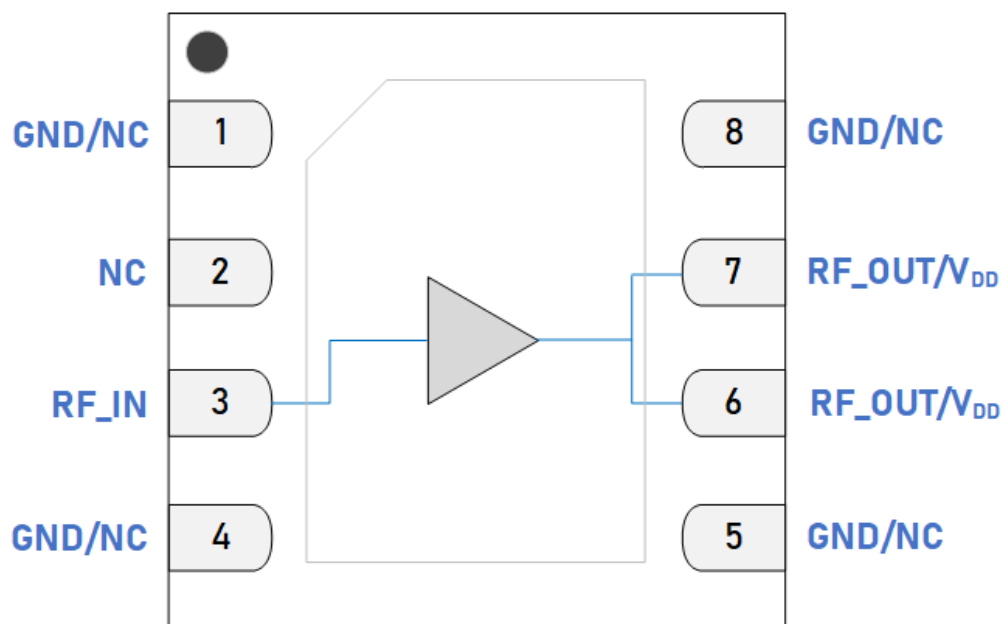 GND/NC 1 8 GND/NC
NC 2 7 RF_OUT/VDD
RF_IN 3 6 RF_OUT/VDD
GND/NC 4 5 GND/NC